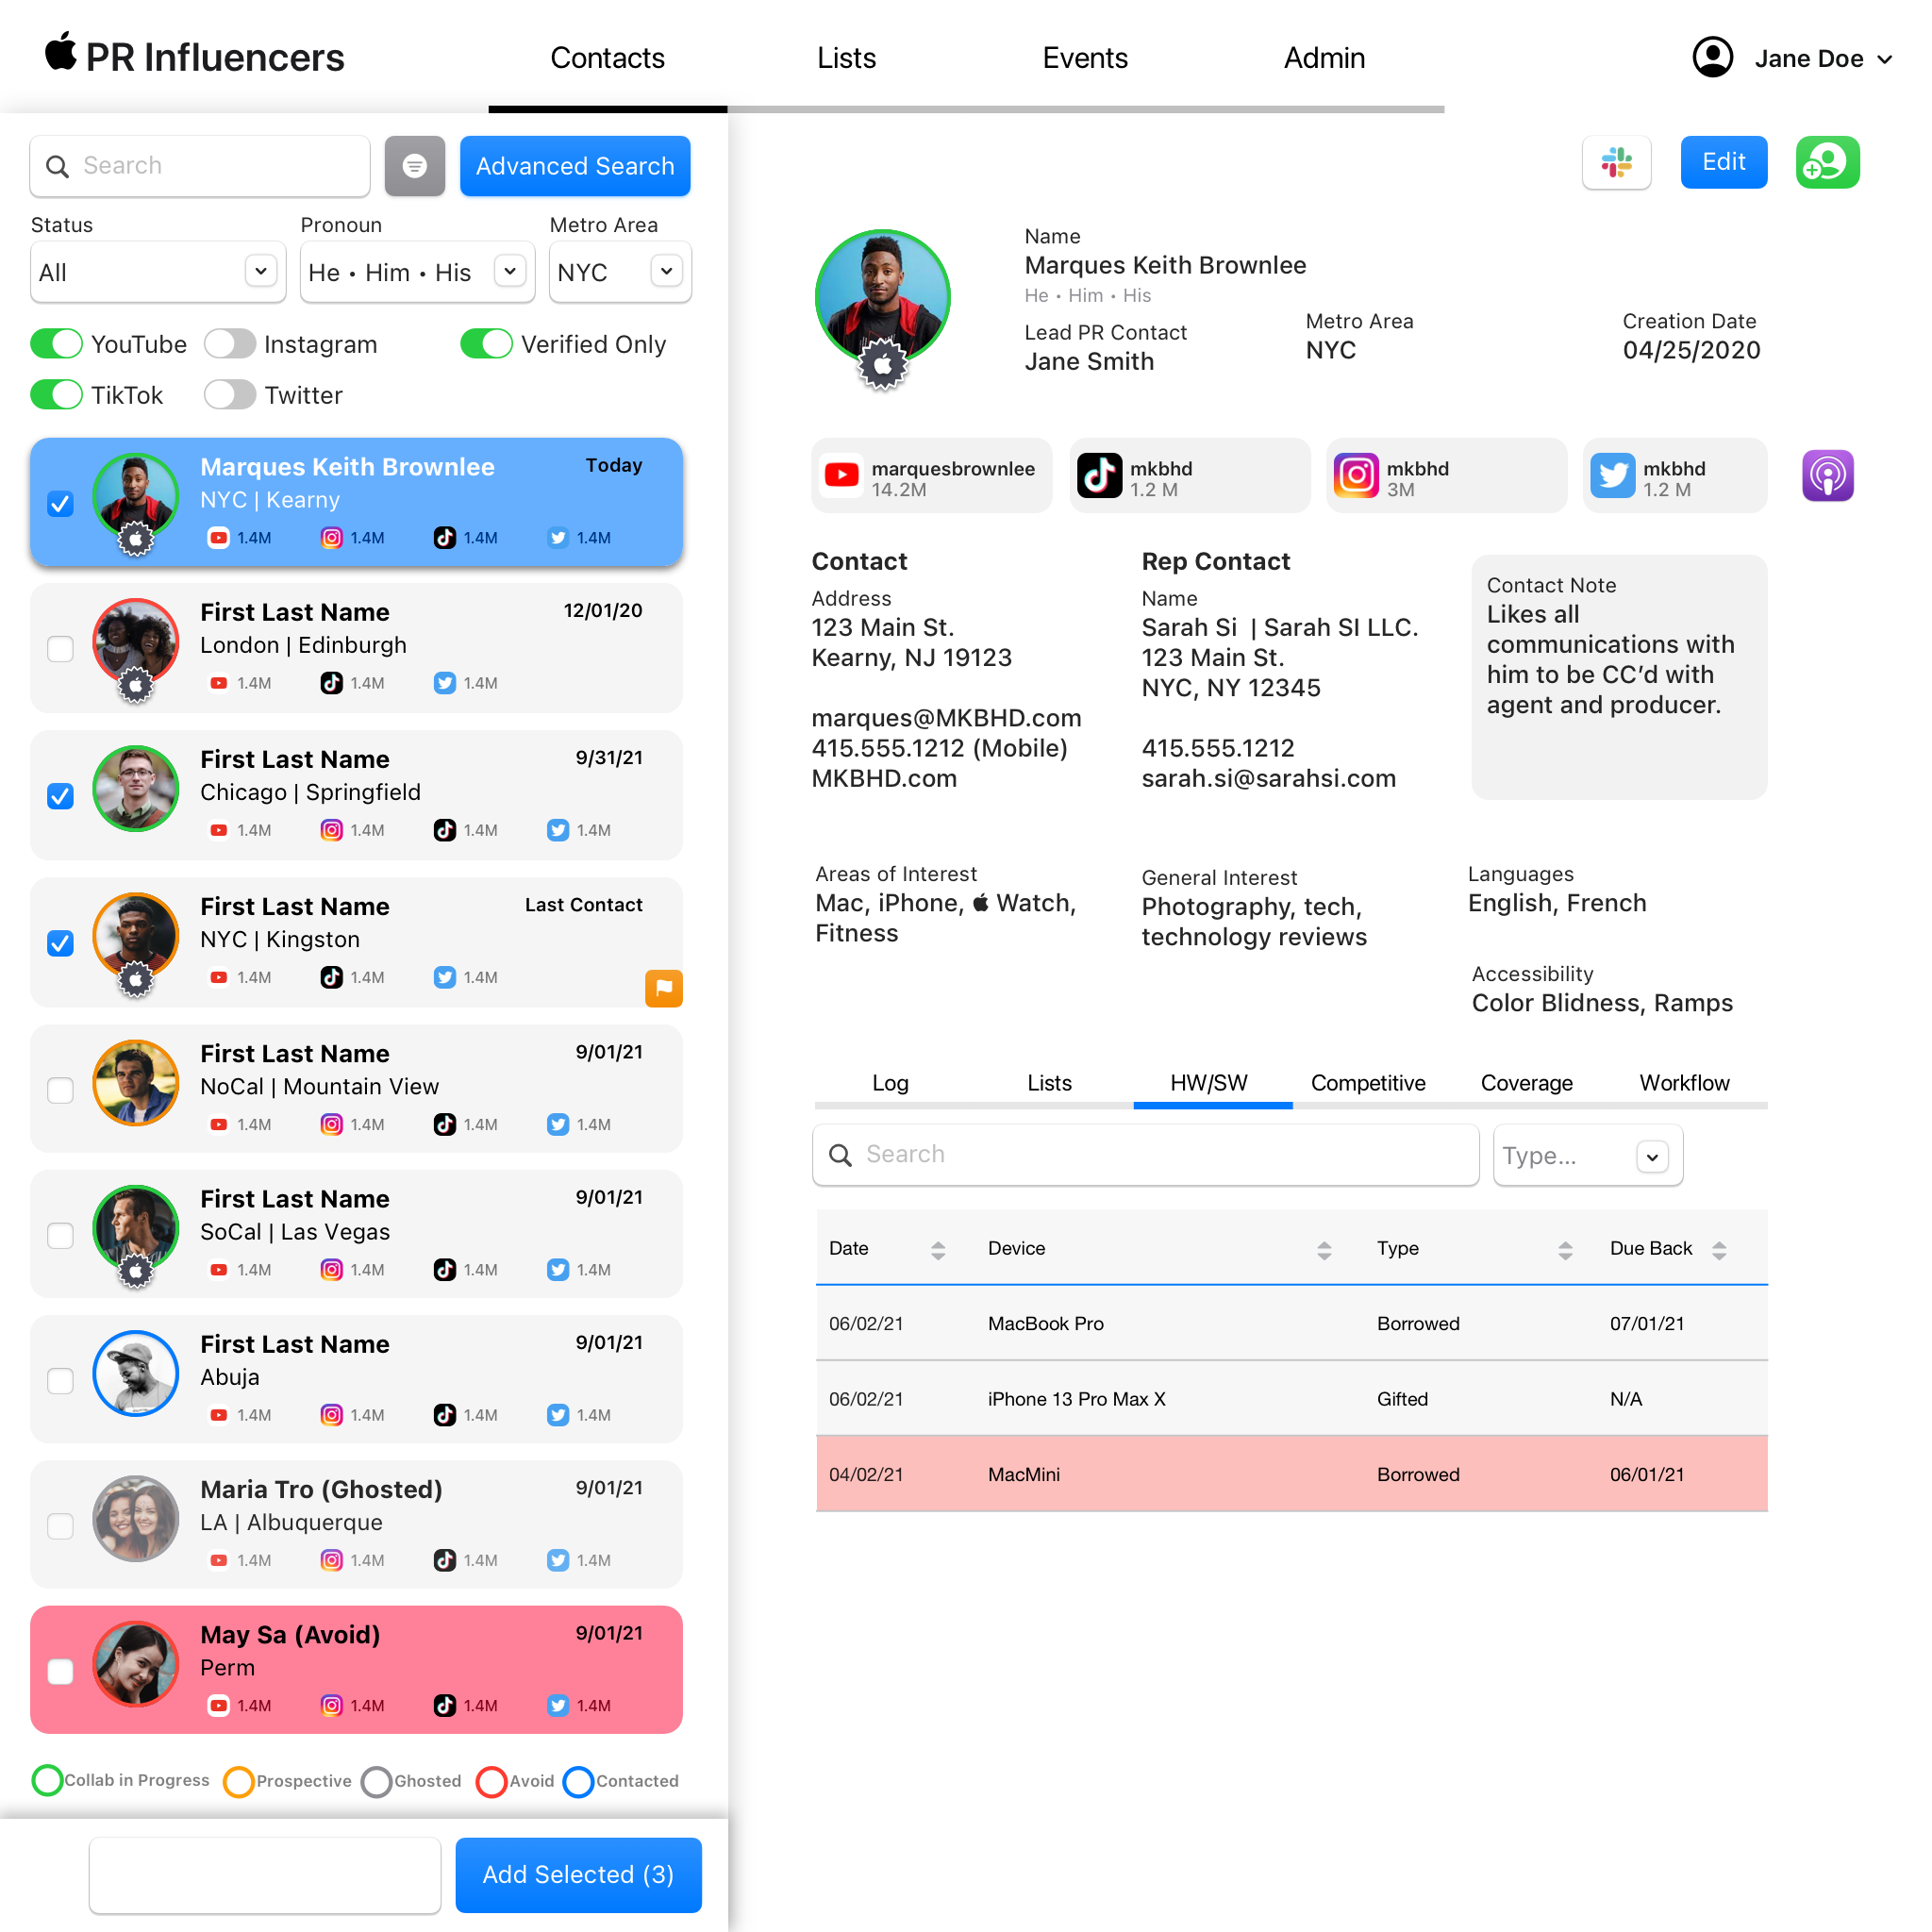 PR Influencers
Contacts
Lists
Events
Admin
Jane Doe
Search
Advanced Search
Status
Pronoun
Metro Area
All
He • Him • His
NYC
YouTube
Instagram
Verified Only
TikTok
Twitter
Marques Keith Brownlee
Today
NYC | Kearny
1.4M
1.4M
1.4M
1.4M
First Last Name
12/01/20
London | Edinburgh
1.4M
1.4M
1.4M
First Last Name
9/31/21
Chicago | Springfield
1.4M
1.4M
1.4M
1.4M
First Last Name
Last Contact
NYC | Kingston
1.4M
1.4M
1.4M
First Last Name
9/01/21
NoCal | Mountain View
1.4M
1.4M
1.4M
1.4M
First Last Name
9/01/21
SoCal | Las Vegas
1.4M
1.4M
1.4M
1.4M
First Last Name
9/01/21
Abuja
1.4M
1.4M
1.4M
1.4M
Maria Tro (Ghosted)
9/01/21
LA | Albuquerque
1.4M
1.4M
1.4M
1.4M
May Sa (Avoid)
9/01/21
Perm
1.4M
1.4M
1.4M
1.4M
Collab in Progress
Prospective
Ghosted
Avoid
Contacted
Add Selected (3)
Edit
Name
Marques Keith Brownlee
He • Him • His
Lead PR Contact
Jane Smith
Metro Area
NYC
Creation Date
04/25/2020
marquesbrownlee
14.2M
mkbhd
1.2 M
mkbhd
3M
mkbhd
1.2 M
Contact
Address
123 Main St.
Kearny, NJ 19123
marques@MKBHD.com
415.555.1212 (Mobile)
MKBHD.com
Rep Contact
Name
Sarah Si | Sarah SI LLC.
123 Main St.
NYC, NY 12345
415.555.1212
sarah.si@sarahsi.com
Contact Note
Likes all
communications with
him to be CC’d with
agent and producer.
Areas of Interest
Mac, iPhone,  Watch,
Fitness
General Interest
Photography, tech,
technology reviews
Languages
English, French
Accessibility
Color Blidness, Ramps
Log
Lists
HW/SW
Competitive
Coverage
Workflow
Search
Type...
Date
Device
Type
Due Back
06/02/21
MacBook Pro
Borrowed
07/01/21
06/02/21
iPhone 13 Pro Max X
Gifted
N/A
04/02/21
MacMini
Borrowed
06/01/21